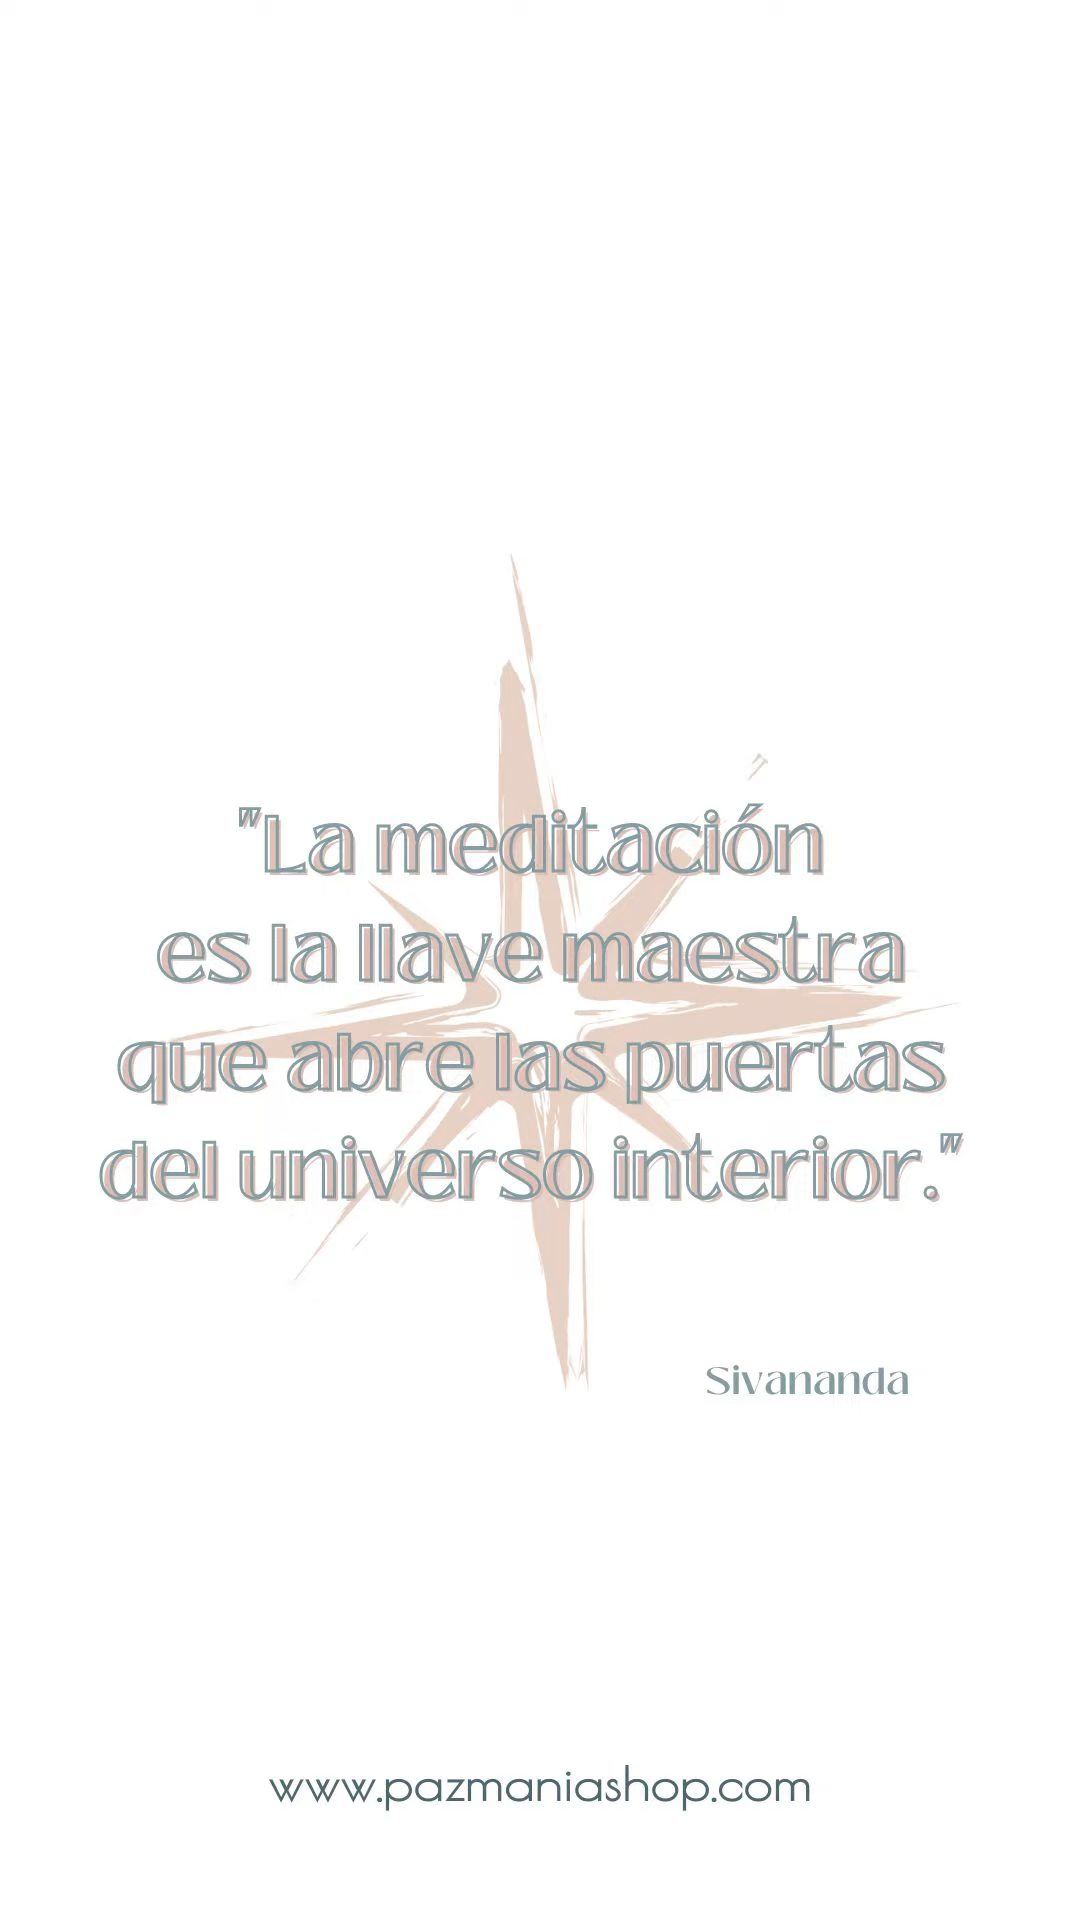 "La meditación
es la llave maestra
que abre las puertas
del universo interior."
Sivananda
www.pazmaniashop.com